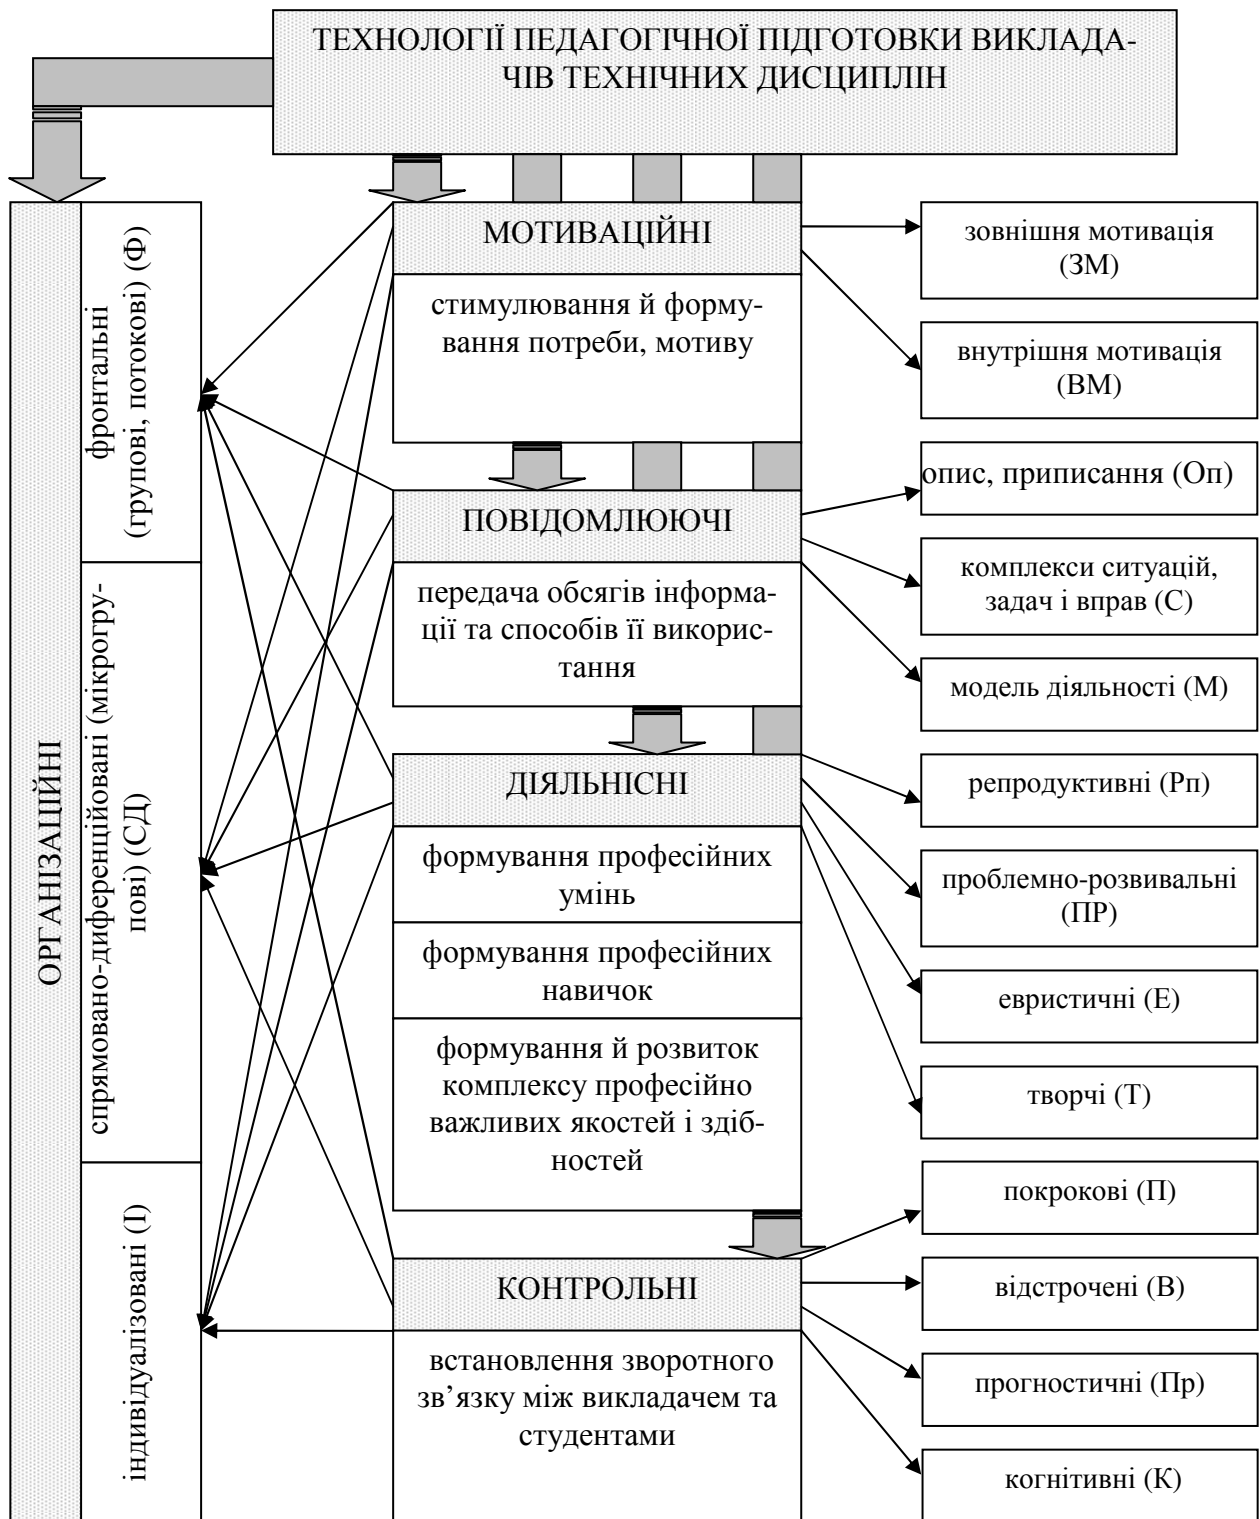 ТЕХНОЛОГІЇ ПЕДАГОГІЧНОЇ ПІДГОТОВКИ ВИКЛАДА-
ЧІВ ТЕХНІЧНИХ ДИСЦИПЛІН
ОРГАНІЗАЦІЙНІ
фронтальні
(групові, потокові) (Ф)
спрямовано-диференційовані (мікрогру-
пові) (СД)
індивидуалізовані (І)
МОТИВАЦІЙНІ
стимулювання й форму-
вання потреби, мотиву
зовнішня мотивація
(ЗМ)
внутрішня мотивація
(ВМ)
ПОВІДОМЛЮЮЧІ
передача обсягів інформа-
ції та способів її використання
опис, приписання (Оп)
комплекси ситуацій,
задач і вправ (С)
модель діяльності (М)
ДІЯЛЬНІСНІ
формування професійних
умінь
формування професійних
навичок
формування й розвиток
комплексу професійно
важливих якостей і здіб-
ностей
репродуктивні (Рп)
проблемно-розвивальні
(ПР)
евристичні (Е)
творчі (Т)
КОНТРОЛЬНІ
встановлення зворотного
зв’язку між викладачем та
студентами
покрокові (П)
відстрочені (В)
прогностичні (Пр)
когнітивні (К)